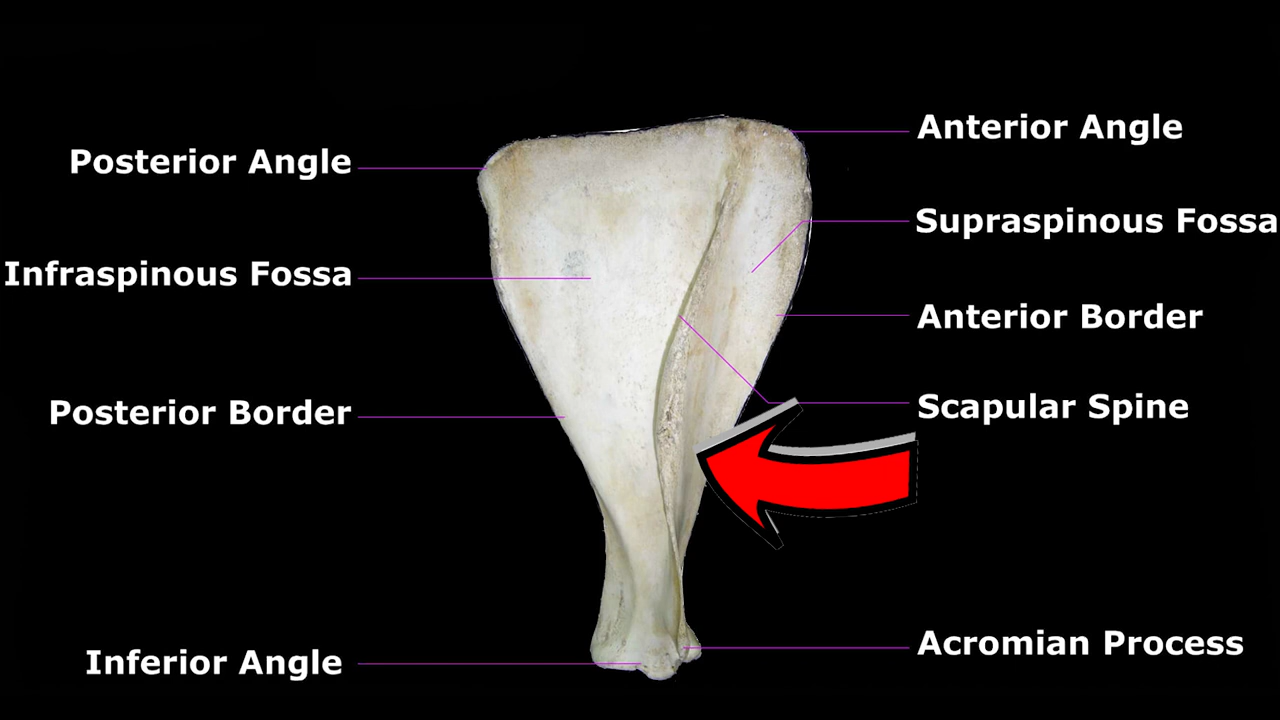 Posterior Angle
Infraspinous Fossa
Posterior Border
Inferior Angle
Anterior Angle
Supraspinous Fossa
Anterior Border
Scapular Spine
Acromian Process